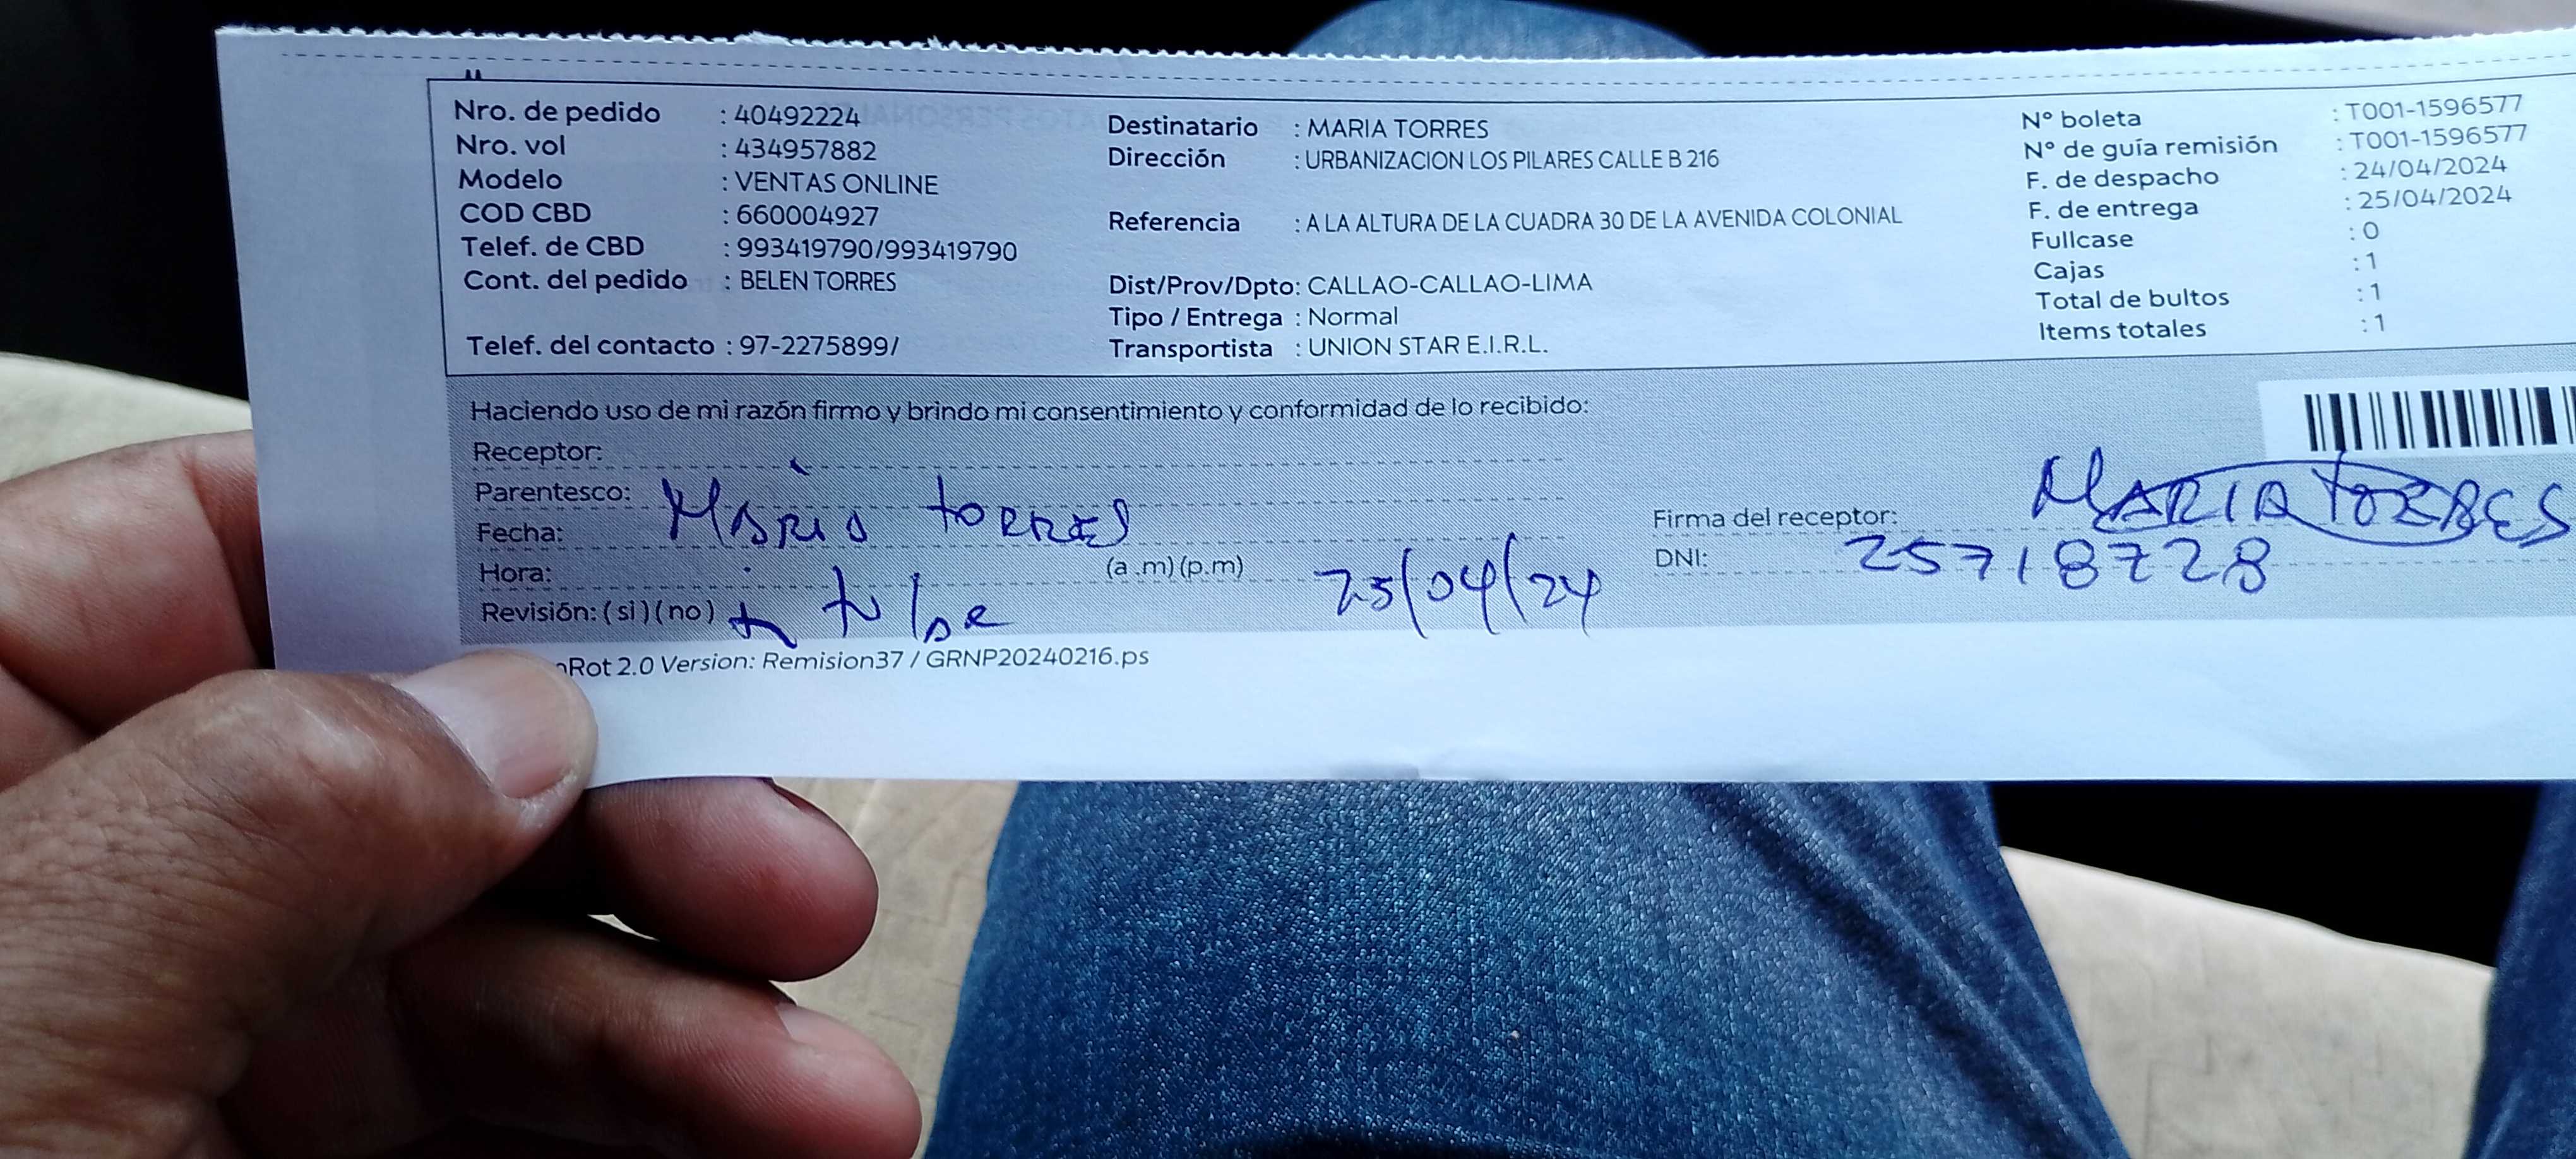 Nro. de pedido : 40492224
Nro. vol : 434957882
Modelo : VENTAS ONLINE
COD CBD : 660004927
Telef. de CBD : 993419790/993419790
Cont. del pedido : BELEN TORRES
Telef. del contacto : 97-2275899/
Destinatario : MARIA TORRES
Dirección : URBANIZACION LOS PILARES CALLE B 216
Referencia : A LA ALTURA DE LA CUADRA 30 DE LA AVENIDA COLONIAL
Dist/Prov/Dpto: CALLAO-CALLAO-LIMA
Tipo / Entrega : Normal
Transportista : UNION STAR E.I.R.L.
N° boleta : T001-1596577
N° de guía remisión : T001-1596577
F. de despacho : 24/04/2024
F. de entrega : 25/04/2024
Fullcase : 0
Cajas : 1
Total de bultos : 1
Items totales : 1
Haciendo uso de mi razón firmo y brindo mi consentimiento y conformidad de lo recibido:
Receptor:
Parentesco:
Maria torres
Fecha:
Hora: (a .m) (p.m)
Revisión: ( si ) ( no )
25/04/24
Firma del receptor: MARIA TORRES
DNI: 25718728
Rot 2.0 Version: Remision37 / GRNP20240216.ps